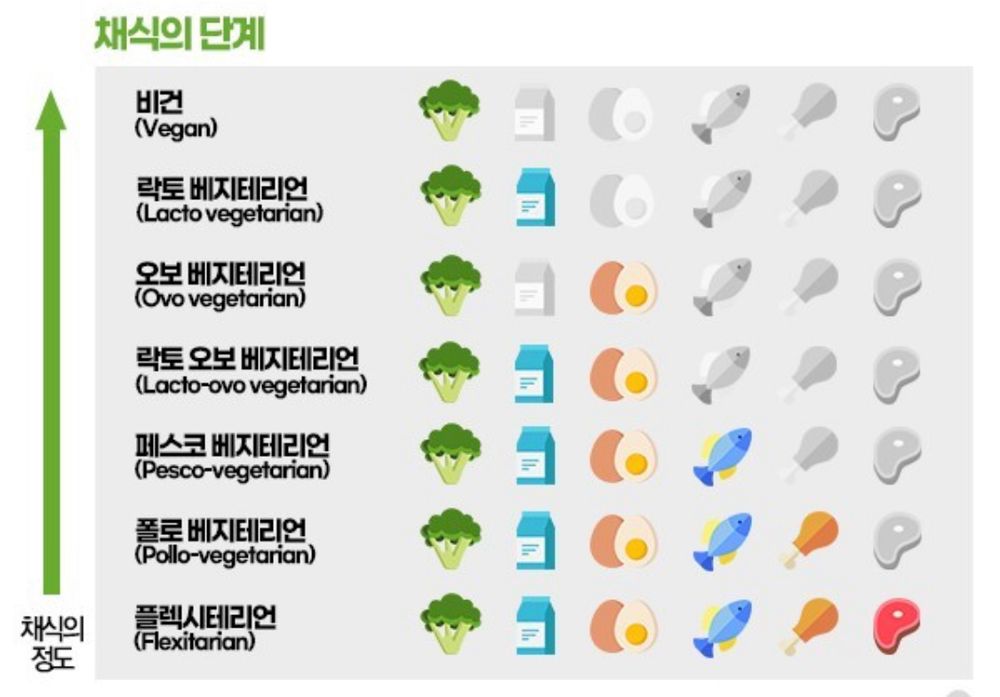 채식의 단계
비건
(Vegan)
락토 베지테리언
(Lacto vegetarian)
오보 베지테리언
(Ovo vegetarian)
락토 오보 베지테리언
(Lacto-ovo vegetarian)
페스코 베지테리언
(Pesco-vegetarian)
폴로 베지테리언
(Pollo-vegetarian)
플렉시테리언
(Flexitarian)
채식의
정도